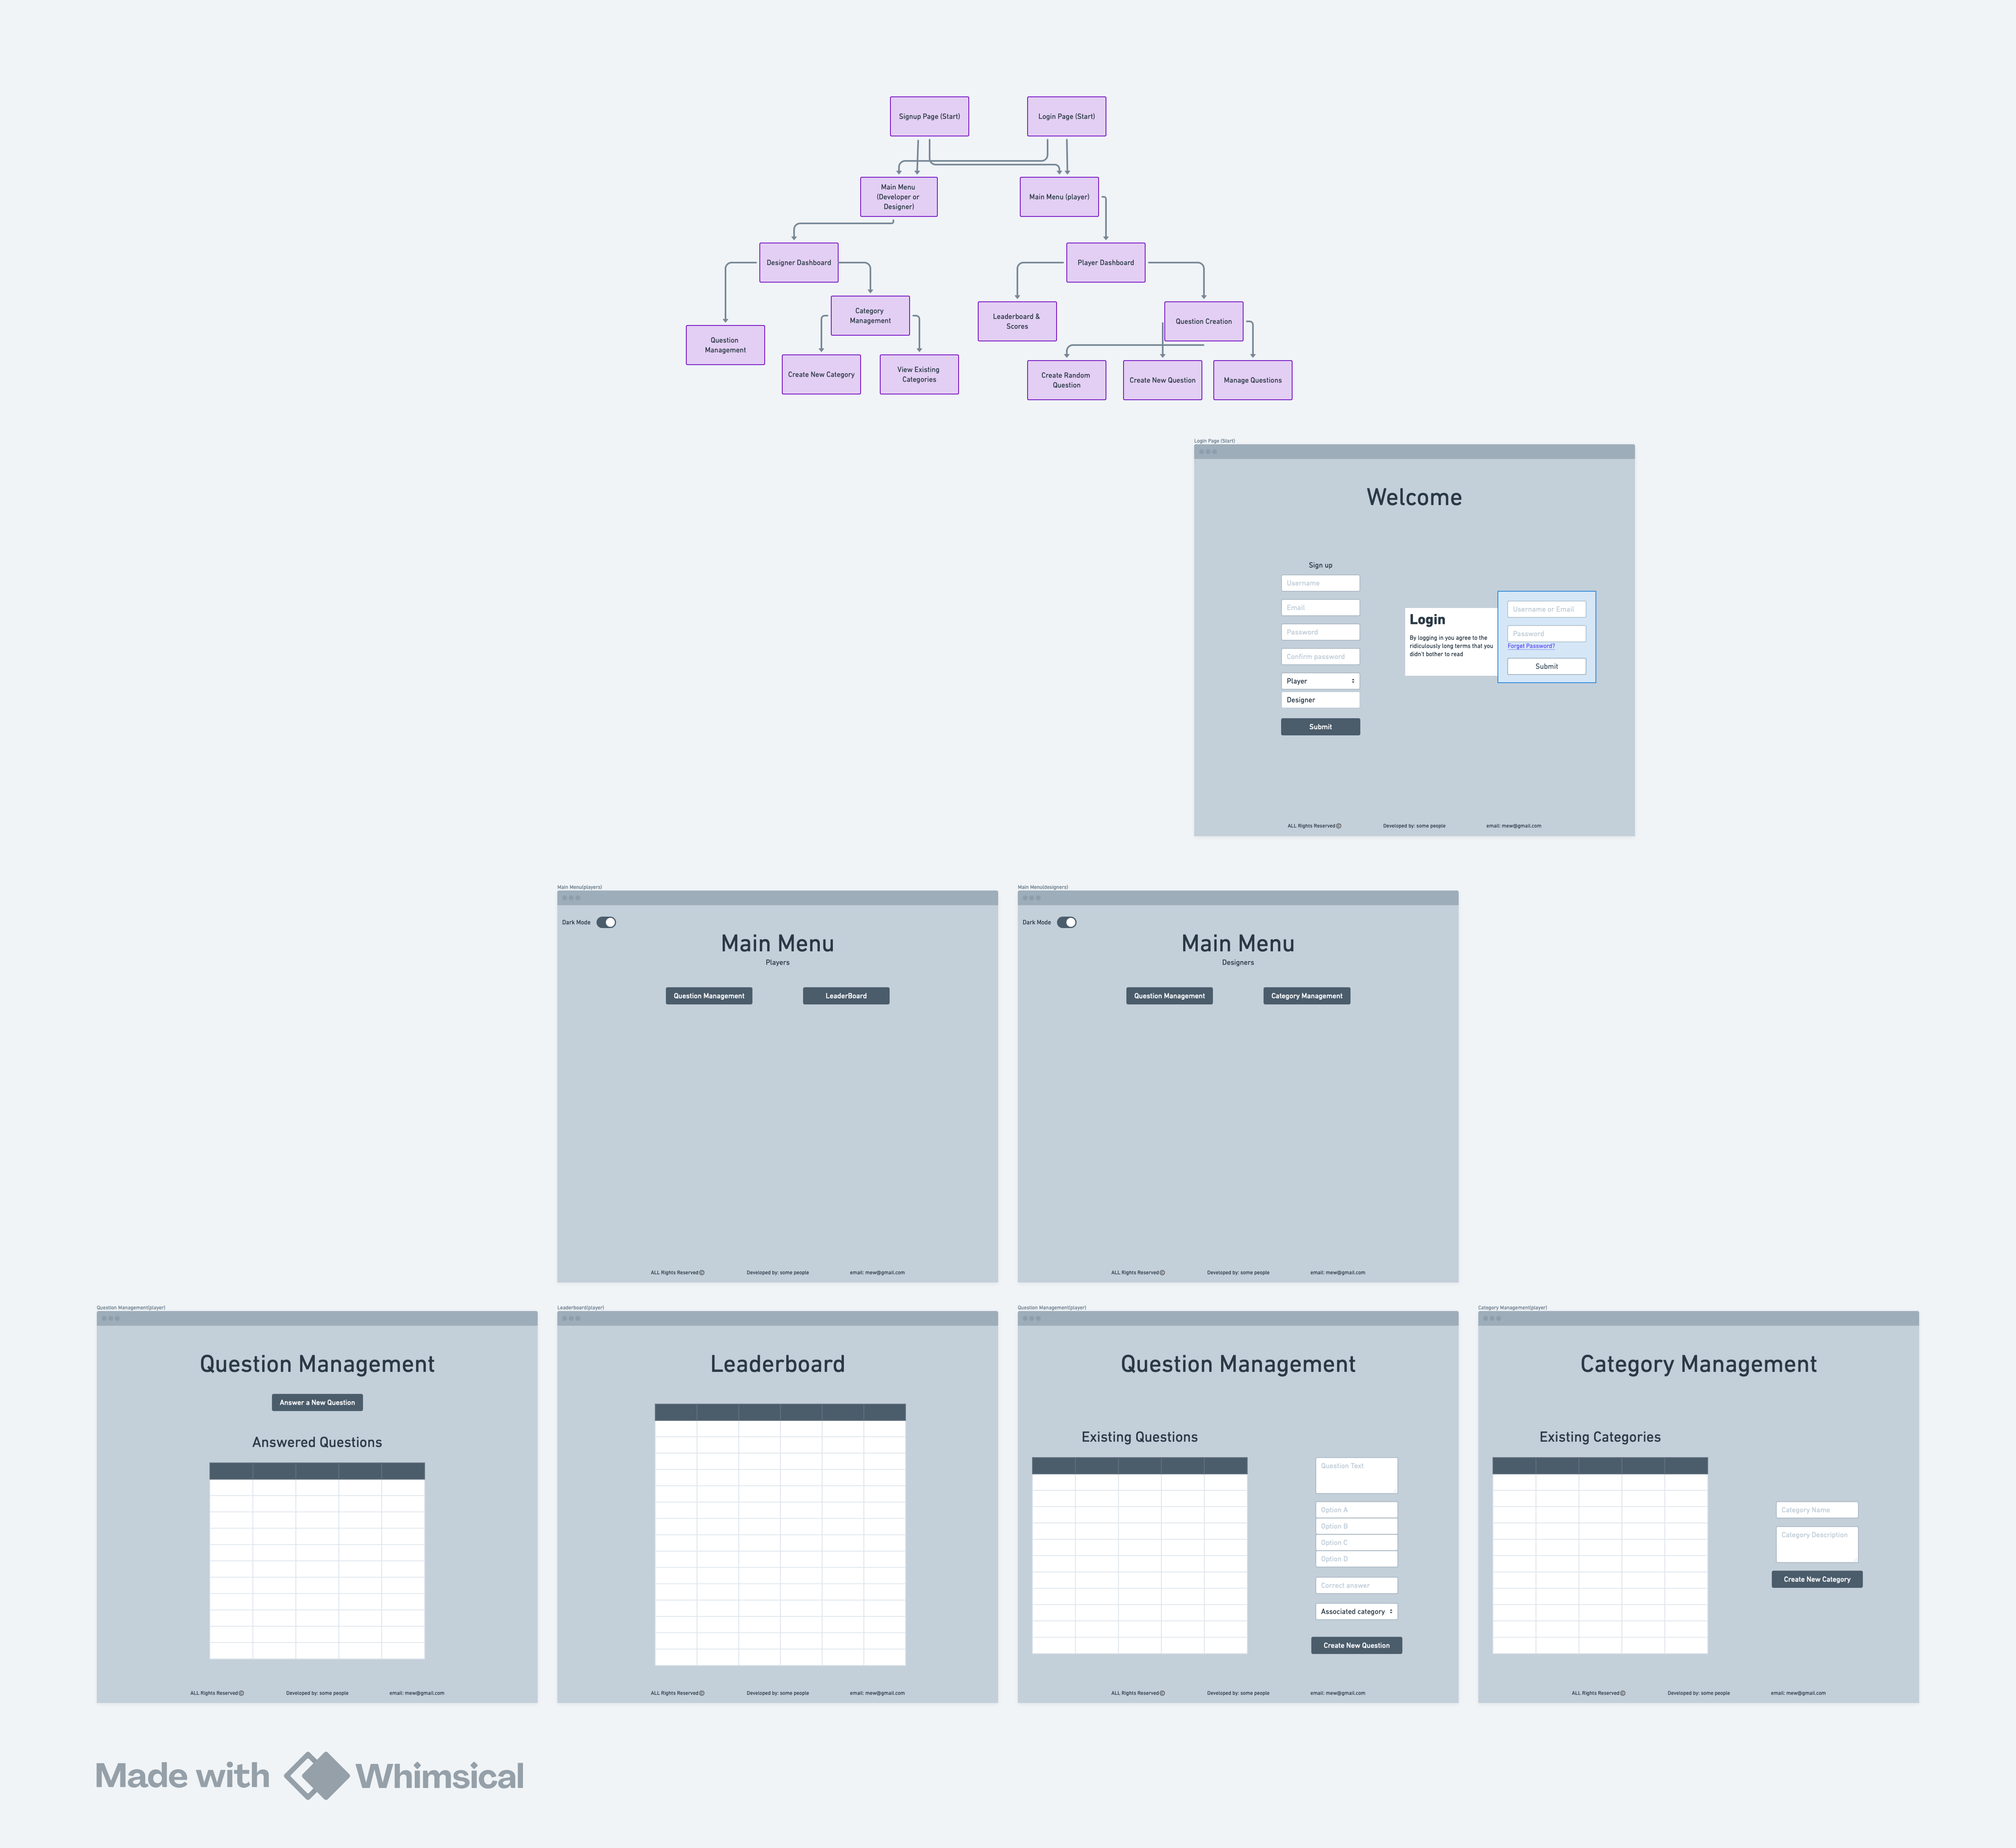 Signup Page (Start)
Login Page (Start)
Main Menu
(Developer or
Designer)
Main Menu (player)
Designer Dashboard
Player Dashboard
Category
Management
Leaderboard &
Scores
Question Creation
Question
Management
Create New Category
View Existing
Categories
Create Random
Question
Create New Question
Manage Questions
Login Page (Start)
Welcome
Sign up
Username
Email
Password
Confirm password
Player
Designer
Submit
Login
By logging in you agree to the
ridiculously long terms that you
didn't bother to read
Username or Email
Password
Forget Password?
Submit
ALL Rights Reserved©
Developed by: some people
email: mew@gmail.com
Main Menu(players)
Dark Mode
Main Menu
Players
Question Management
LeaderBoard
ALL Rights Reserved©
Developed by: some people
email: mew@gmail.com
Main Menu(designers)
Dark Mode
Main Menu
Designers
Question Management
Category Management
ALL Rights Reserved©
Developed by: some people
email: mew@gmail.com
Question Management(player)
Question Management
Answer a New Question
Answered Questions
ALL Rights Reserved©
Developed by: some people
email: mew@gmail.com
Leaderboard(player)
Leaderboard
ALL Rights Reserved©
Developed by: some people
email: mew@gmail.com
Question Management(player)
Question Management
Existing Questions
Question Text
Option A
Option B
Option C
Option D
Correct answer
Associated category
Create New Question
ALL Rights Reserved©
Developed by: some people
email: mew@gmail.com
Category Management(player)
Category Management
Existing Categories
Category Name
Category Description
Create New Category
ALL Rights Reserved©
Developed by: some people
email: mew@gmail.com
Made with Whimsical